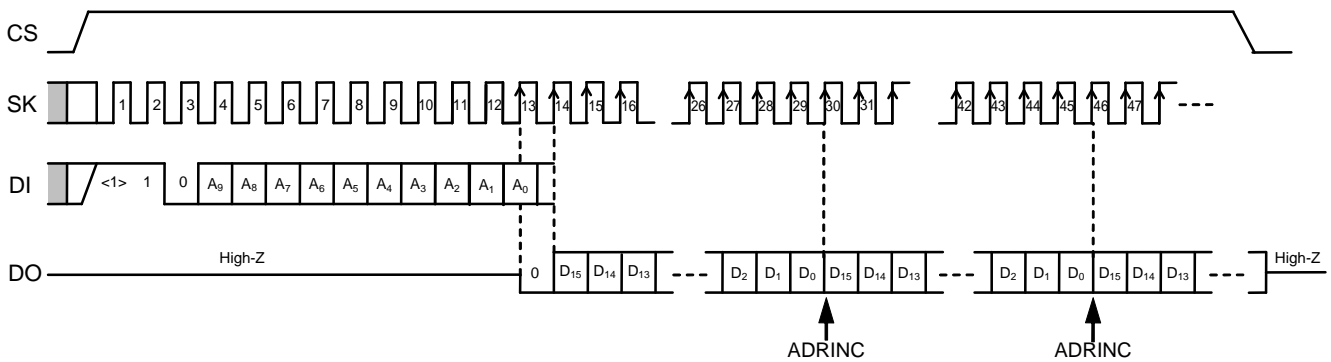 CS
SK 1 2 3 4 5 6 7 8 9 10 11 12 13 14 15 16 26 27 28 29 30 31 42 43 44 45 46 47
DI <1> 1 0 A₉ A₈ A₇ A₆ A₅ A₄ A₃ A₂ A₁ A₀
DO High-Z 0 D₁₅ D₁₄ D₁₃ D₂ D₁ D₀ D₁₅ D₁₄ D₁₃ D₂ D₁ D₀ D₁₅ D₁₄ D₁₃ High-Z
ADRINC ADRINC